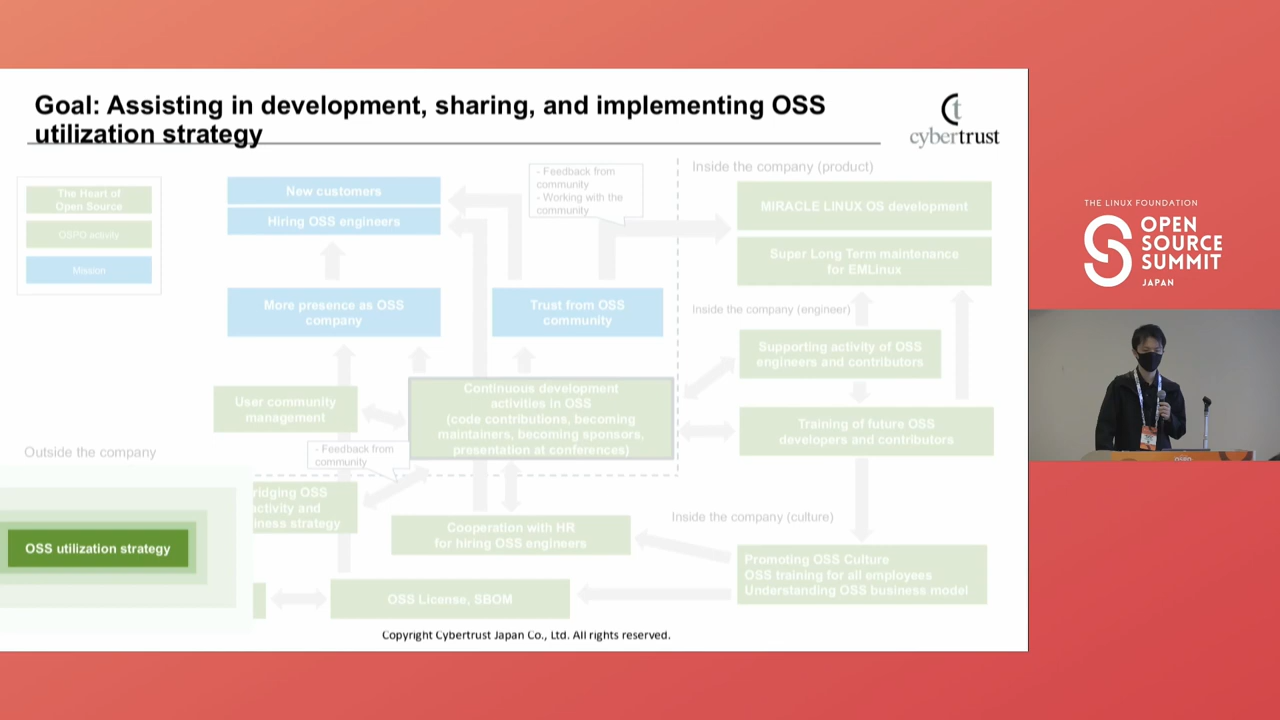 Goal: Assisting in development, sharing, and implementing OSS
utilization strategy
cybertrust
The Heart of
Open Source
OSPO activity
Mission
New customers
Hiring OSS engineers
- Feedback from
community
- Working with the
community
Inside the company (product)
MIRACLE LINUX OS development
Super Long Term maintenance
for EMLinux
More presence as OSS
company
Trust from OSS
community
Inside the company (engineer)
Supporting activity of OSS
engineers and contributors
User community
management
Continuous development
activities in OSS
(code contributions, becoming
maintainers, becoming sponsors,
presentation at conferences)
Training of future OSS
developers and contributors
- Feedback from
community
Outside the company
ridging OSS
activity and
iness strategy
OSS utilization strategy
Cooperation with HR
for hiring OSS engineers
Inside the company (culture)
Promoting OSS Culture
OSS training for all employees
Understanding OSS business model
OSS License, SBOM
Copyright Cybertrust Japan Co., Ltd. All rights reserved.
THE LINUX FOUNDATION
OPEN
SOURCE
SUMMIT
JAPAN